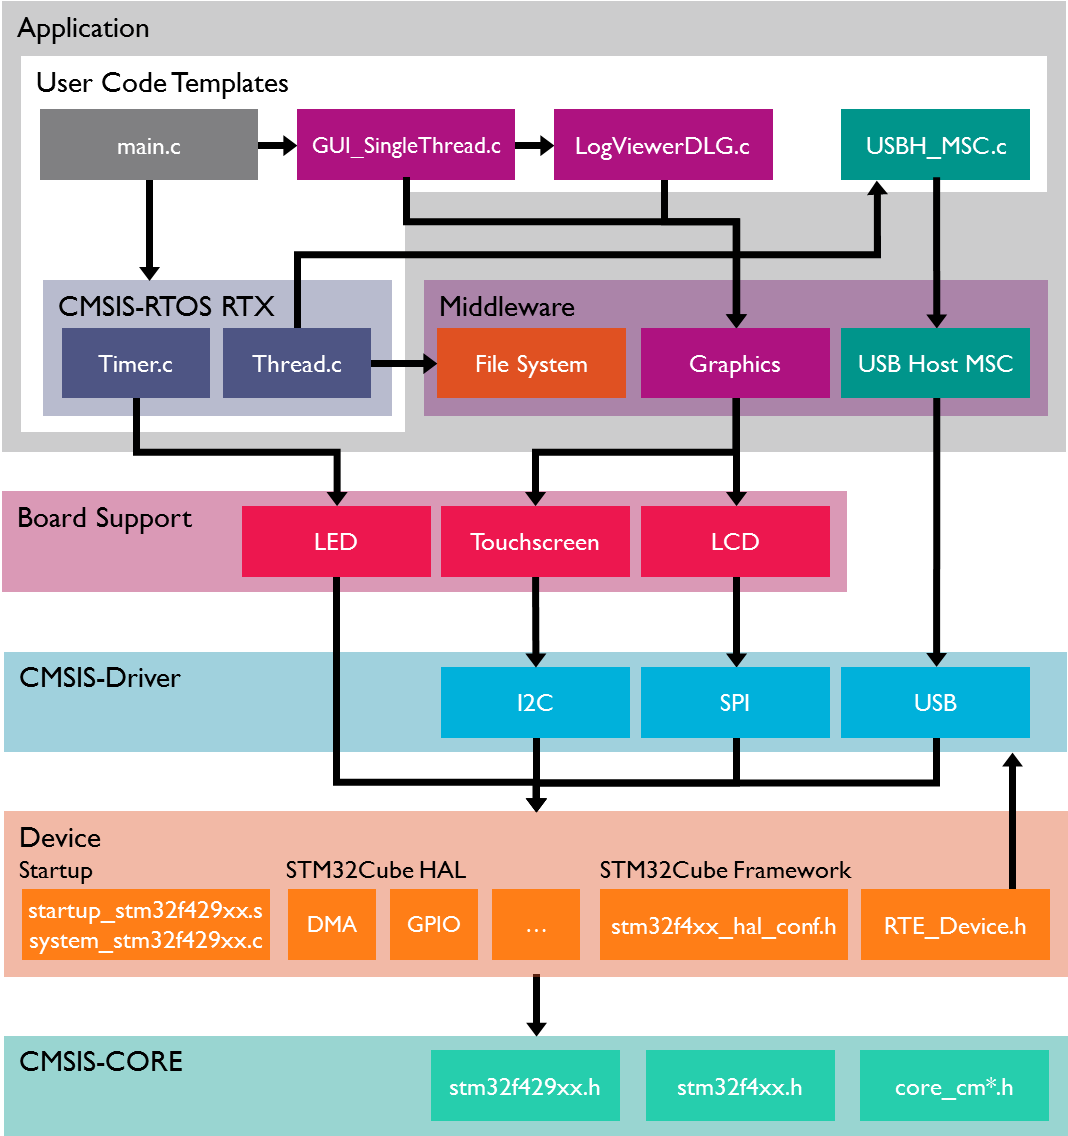 Application
User Code Templates
main.c
GUI_SingleThread.c
LogViewerDLG.c
USBH_MSC.c
CMSIS-RTOS RTX
Middleware
Timer.c
Thread.c
File System
Graphics
USB Host MSC
Board Support
LED
Touchscreen
LCD
CMSIS-Driver
I2C
SPI
USB
Device
Startup
STM32Cube HAL
STM32Cube Framework
startup_stm32f429xx.s
system_stm32f429xx.c
DMA
GPIO
...
stm32f4xx_hal_conf.h
RTE_Device.h
CMSIS-CORE
stm32f429xx.h
stm32f4xx.h
core_cm*.h